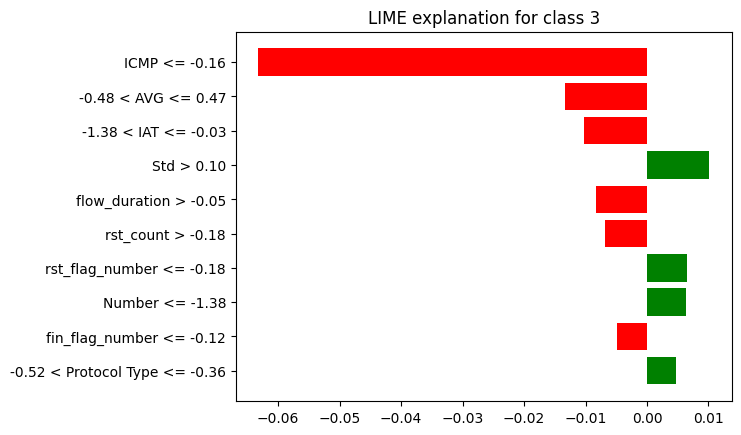 LIME explanation for class 3
ICMP <= -0.16
-0.48 < AVG <= 0.47
-1.38 < IAT <= -0.03
Std > 0.10
flow_duration > -0.05
rst_count > -0.18
rst_flag_number <= -0.18
Number <= -1.38
fin_flag_number <= -0.12
-0.52 < Protocol Type <= -0.36
−0.06 −0.05 −0.04 −0.03 −0.02 −0.01 0.00 0.01